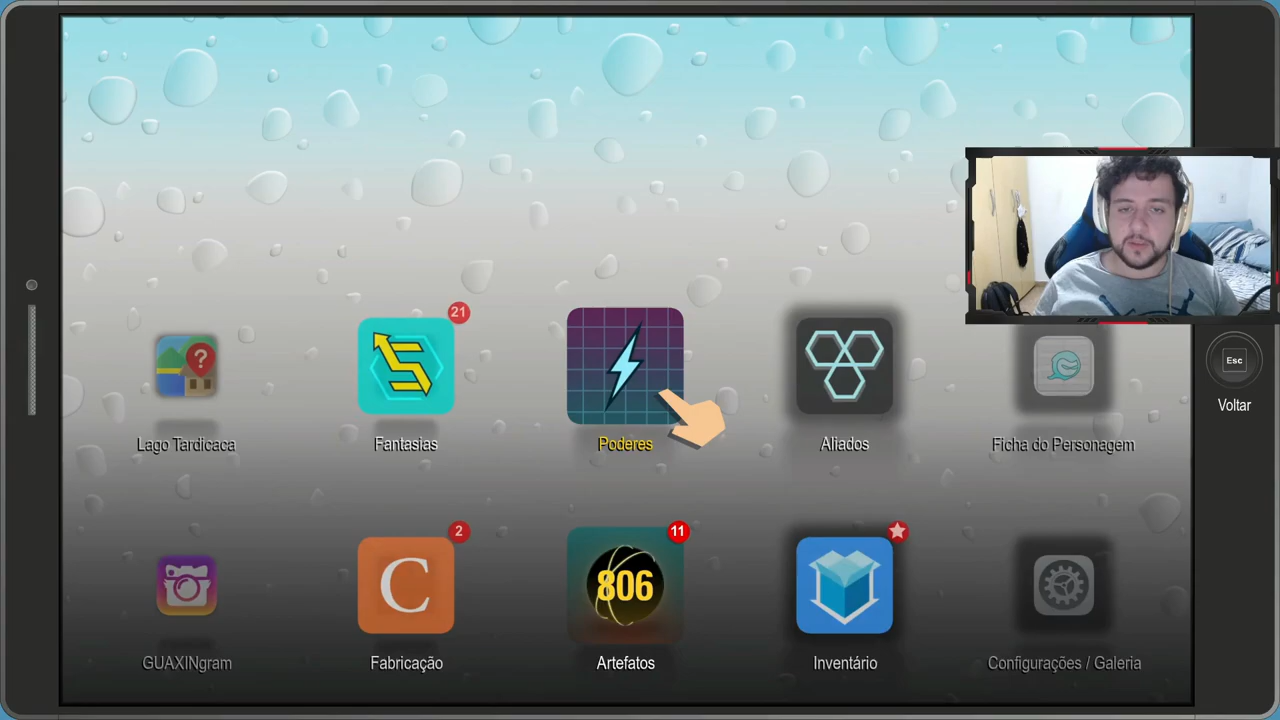 21
Lago Tardicaca
Fantasias
Poderes
Aliados
Ficha do Personagem
Esc
Voltar
2
11
C
806
GUAXINgram
Fabricação
Artefatos
Inventário
Configurações / Galeria